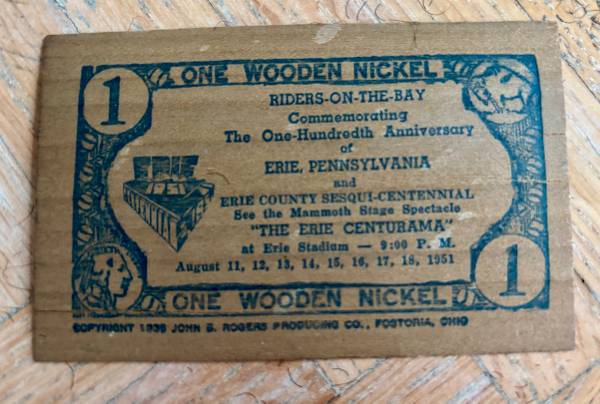 1 ONE WOODEN NICKEL
RIDERS-ON-THE-BAY
Commemorating
The One-Hundredth Anniversary
of
ERIE, PENNSYLVANIA
and
ERIE COUNTY SESQUI-CENTENNIAL
See the Mammoth Stage Spectacle
"THE ERIE CENTURAMA"
at Erie Stadium — 9:00 P. M.
August 11, 12, 13, 14, 15, 16, 17, 18, 1951
ONE WOODEN NICKEL 1
COPYRIGHT 1938 JOHN B. ROGERS PRODUCING CO., FOSTORIA, OHIO